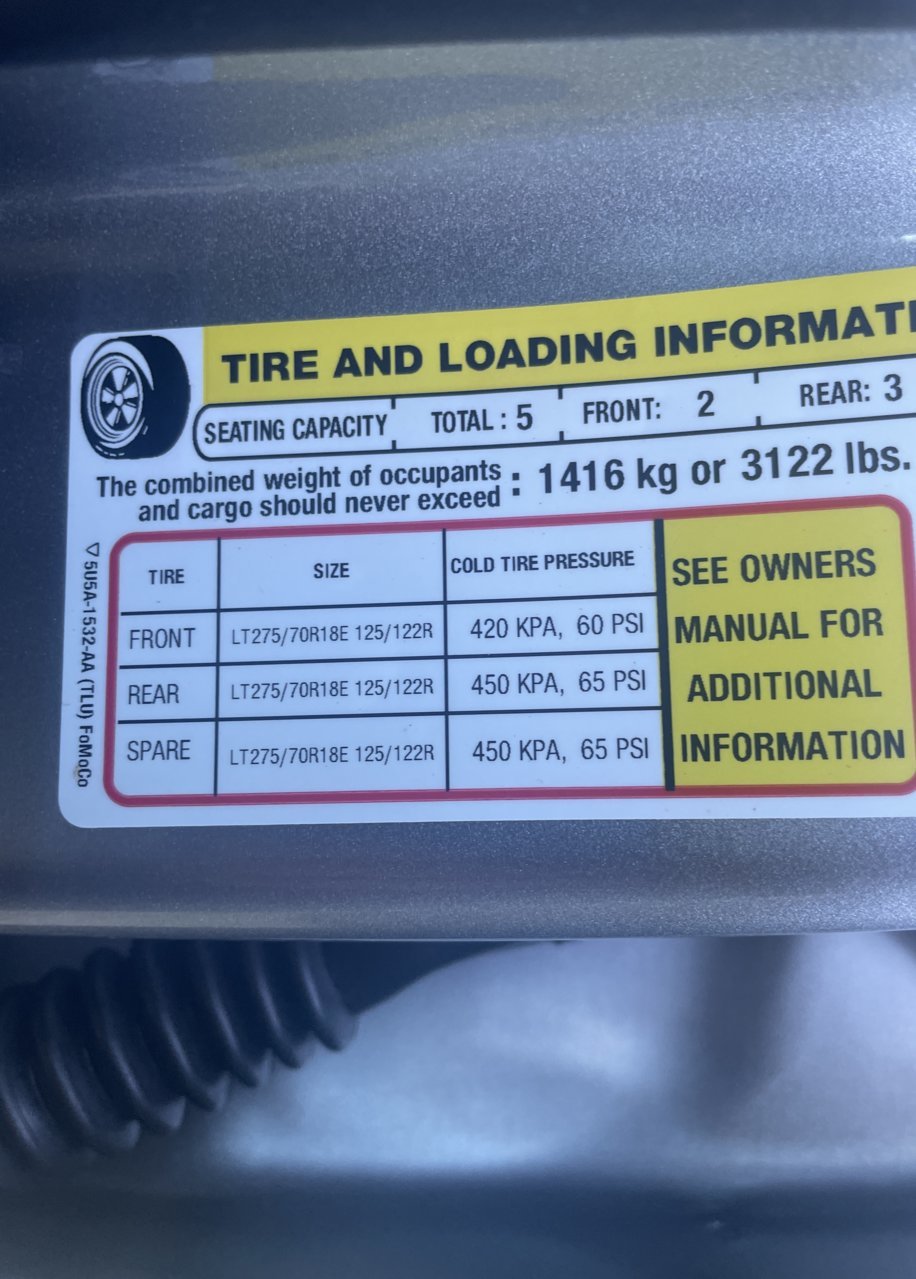 TIRE AND LOADING INFORMATI
SEATING CAPACITY TOTAL : 5 FRONT: 2 REAR: 3
The combined weight of occupants
and cargo should never exceed : 1416 kg or 3122 lbs.
TIRE SIZE COLD TIRE PRESSURE
FRONT LT275/70R18E 125/122R 420 KPA, 60 PSI
REAR LT275/70R18E 125/122R 450 KPA, 65 PSI
SPARE LT275/70R18E 125/122R 450 KPA, 65 PSI
SEE OWNERS
MANUAL FOR
ADDITIONAL
INFORMATION
▽ 5U5A-1532-AA (TLU) FoMoCo